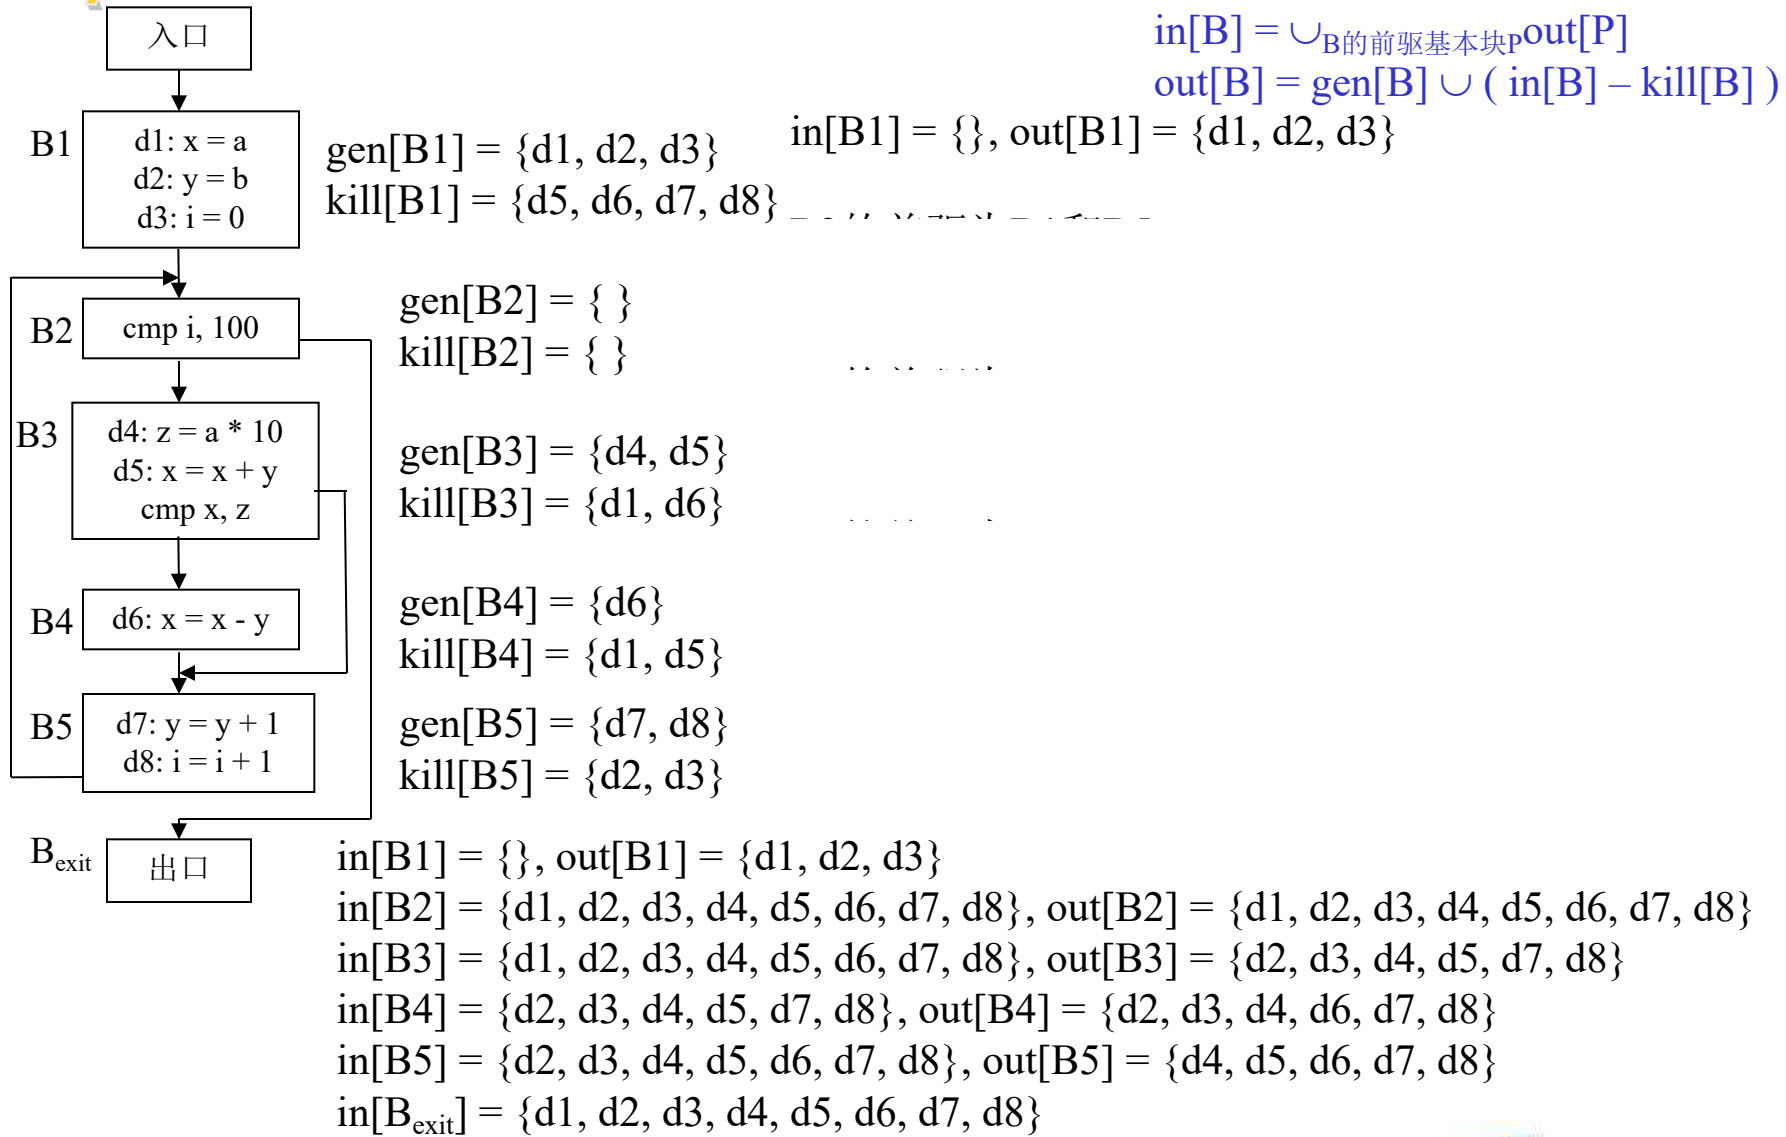 入口
in[B] = ∪B的前驱基本块Pout[P]
out[B] = gen[B] ∪ ( in[B] – kill[B] )
B1
d1: x = a
d2: y = b
d3: i = 0
gen[B1] = {d1, d2, d3}
kill[B1] = {d5, d6, d7, d8}
in[B1] = {}, out[B1] = {d1, d2, d3}
B2
cmp i, 100
gen[B2] = { }
kill[B2] = { }
B3
d4: z = a * 10
d5: x = x + y
cmp x, z
gen[B3] = {d4, d5}
kill[B3] = {d1, d6}
B4
d6: x = x - y
gen[B4] = {d6}
kill[B4] = {d1, d5}
B5
d7: y = y + 1
d8: i = i + 1
gen[B5] = {d7, d8}
kill[B5] = {d2, d3}
Bexit
出口
in[B1] = {}, out[B1] = {d1, d2, d3}
in[B2] = {d1, d2, d3, d4, d5, d6, d7, d8}, out[B2] = {d1, d2, d3, d4, d5, d6, d7, d8}
in[B3] = {d1, d2, d3, d4, d5, d6, d7, d8}, out[B3] = {d2, d3, d4, d5, d7, d8}
in[B4] = {d2, d3, d4, d5, d7, d8}, out[B4] = {d2, d3, d4, d6, d7, d8}
in[B5] = {d2, d3, d4, d5, d6, d7, d8}, out[B5] = {d4, d5, d6, d7, d8}
in[Bexit] = {d1, d2, d3, d4, d5, d6, d7, d8}